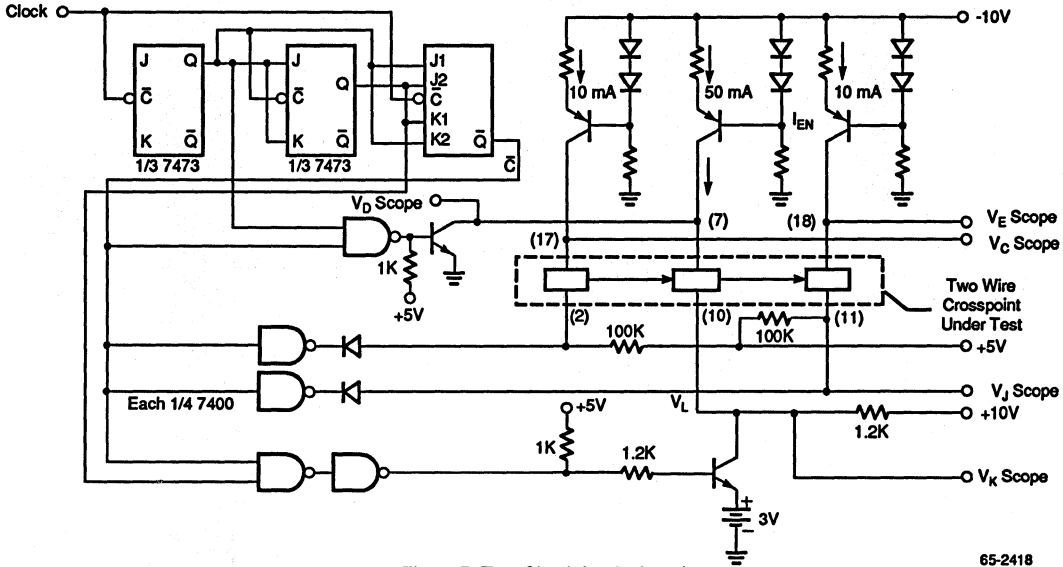 Clock
-10V
J
Q
C̅
K
Q̅
1/3 7473
J
Q
C̅
K
Q̅
1/3 7473
J1
J2
C̅
K1
K2
Q̅
C̅
10 mA
50 mA
10 mA
IEN
VD Scope
(7)
(18)
(17)
VE Scope
VC Scope
1K
+5V
Two Wire
Crosspoint
Under Test
(2)
(10)
(11)
100K
100K
+5V
Each 1/4 7400
VL
VJ Scope
+10V
1.2K
+5V
1K
1.2K
VK Scope
+
3V
−
65-2418